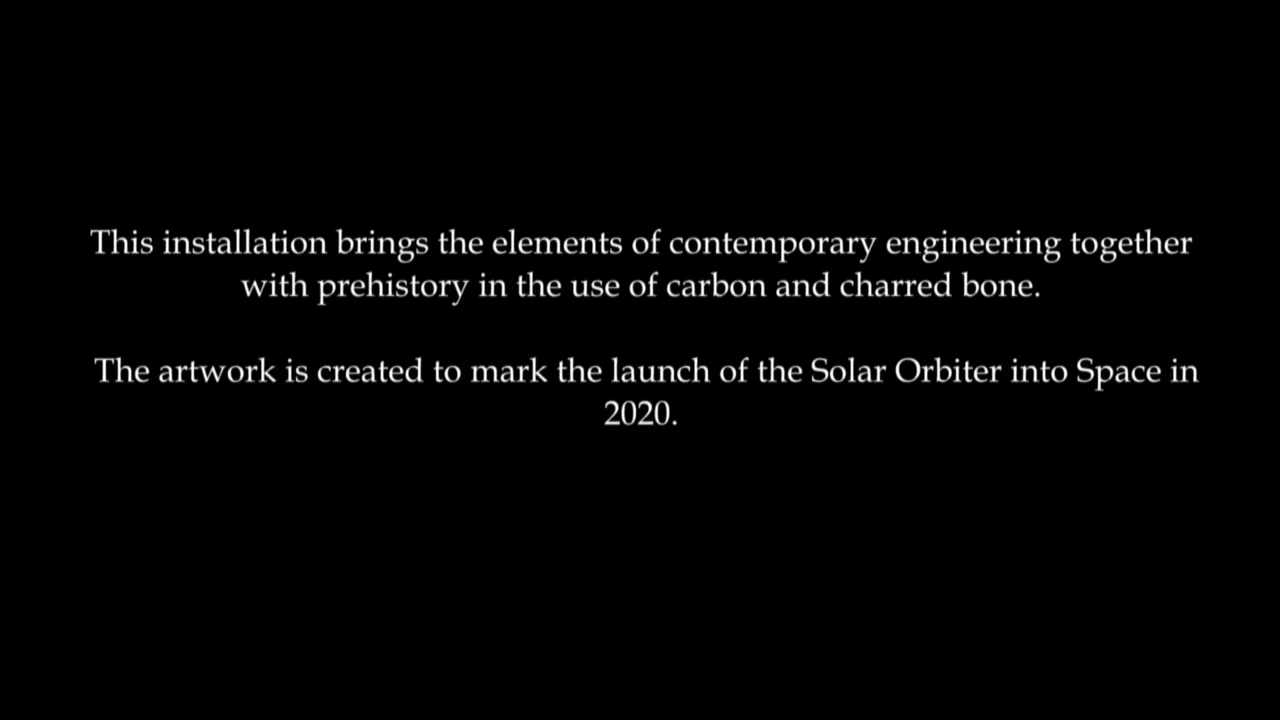 This installation brings the elements of contemporary engineering together
with prehistory in the use of carbon and charred bone.
The artwork is created to mark the launch of the Solar Orbiter into Space in
2020.